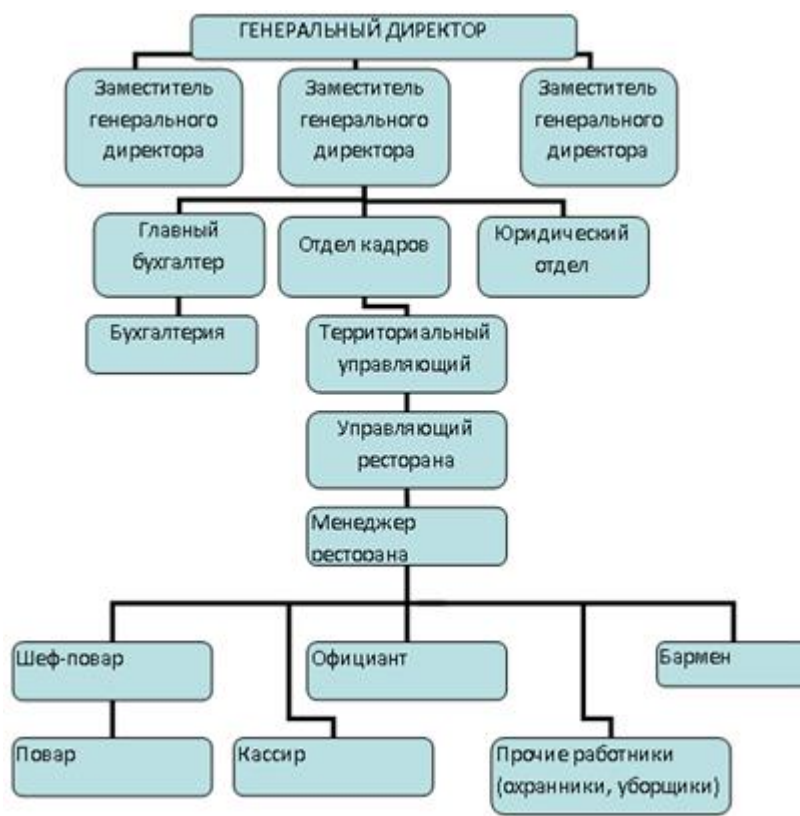 ГЕНЕРАЛЬНЫЙ ДИРЕКТОР
Заместитель
генерального
директора
Заместитель
генерального
директора
Заместитель
генерального
директора
Главный
бухгалтер
Отдел кадров
Юридический
отдел
Бухгалтерия
Территориальный
управляющий
Управляющий
ресторана
Менеджер
ресторана
Шеф-повар
Официант
Бармен
Повар
Кассир
Прочие работники
(охранники, уборщики)